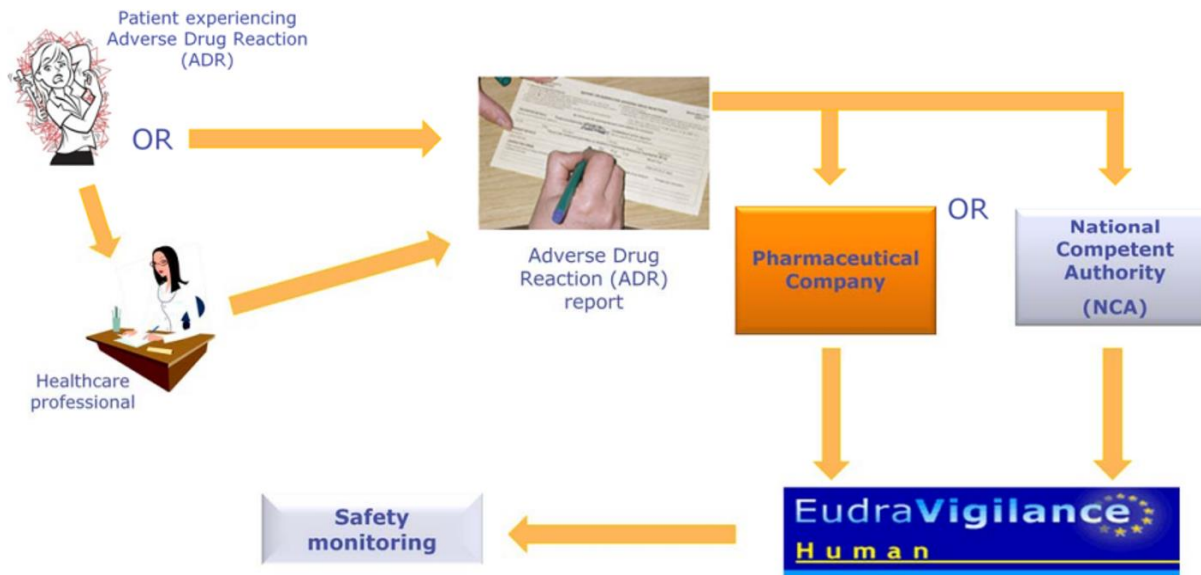 Patient experiencing
Adverse Drug Reaction
(ADR)
OR
Healthcare
professional
Adverse Drug
Reaction (ADR)
report
Pharmaceutical
Company
OR
National
Competent
Authority
(NCA)
EudraVigilance
Human
Safety
monitoring